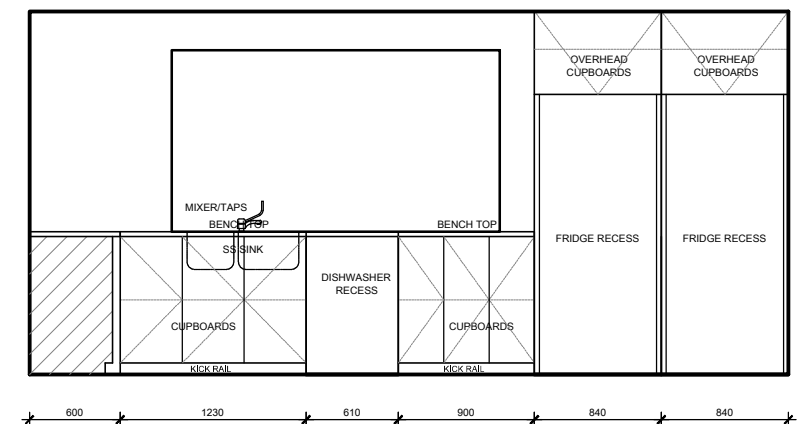 OVERHEAD
CUPBOARDS
OVERHEAD
CUPBOARDS
MIXER/TAPS
BENCH TOP
BENCH TOP
SS SINK
FRIDGE RECESS
FRIDGE RECESS
DISHWASHER
RECESS
CUPBOARDS
CUPBOARDS
KICK RAIL
KICK RAIL
600
1230
610
900
840
840